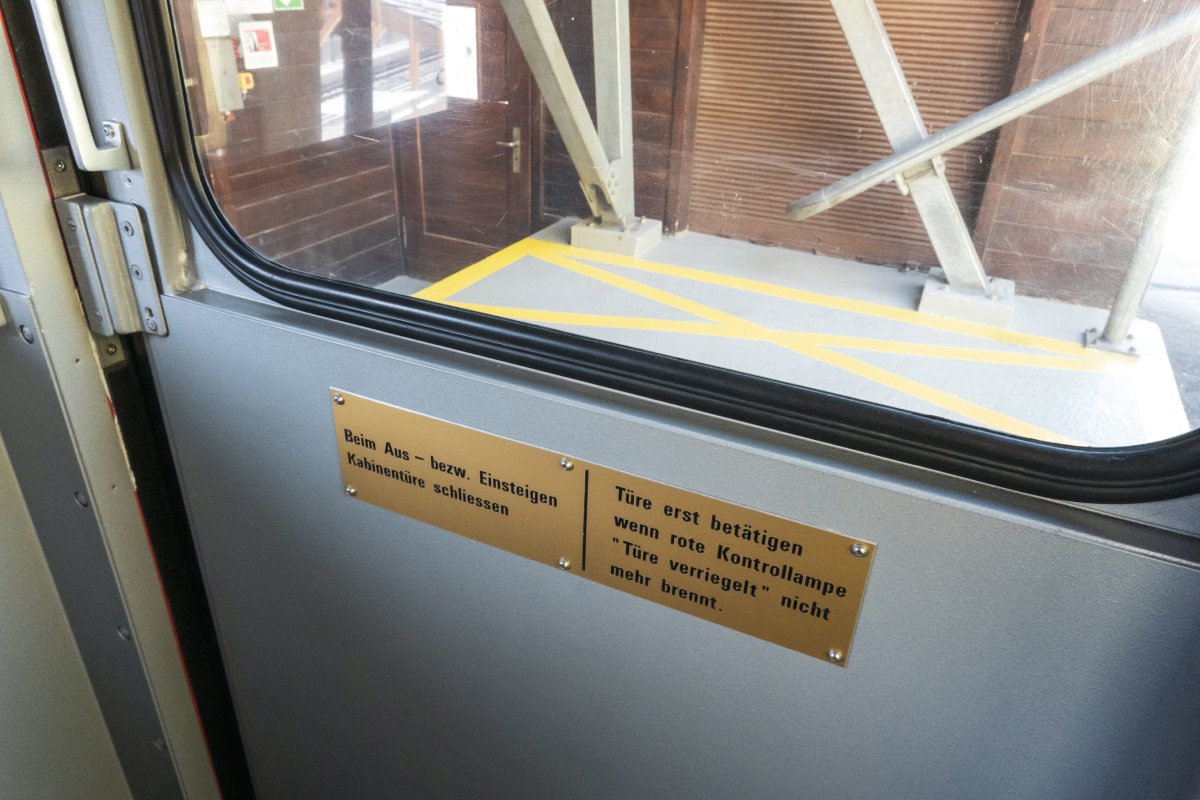 Beim Aus – bezw. Einsteigen
Kabinentüre schliessen
Türe erst betätigen
wenn rote Kontrollampe
"Türe verriegelt" nicht
mehr brennt.